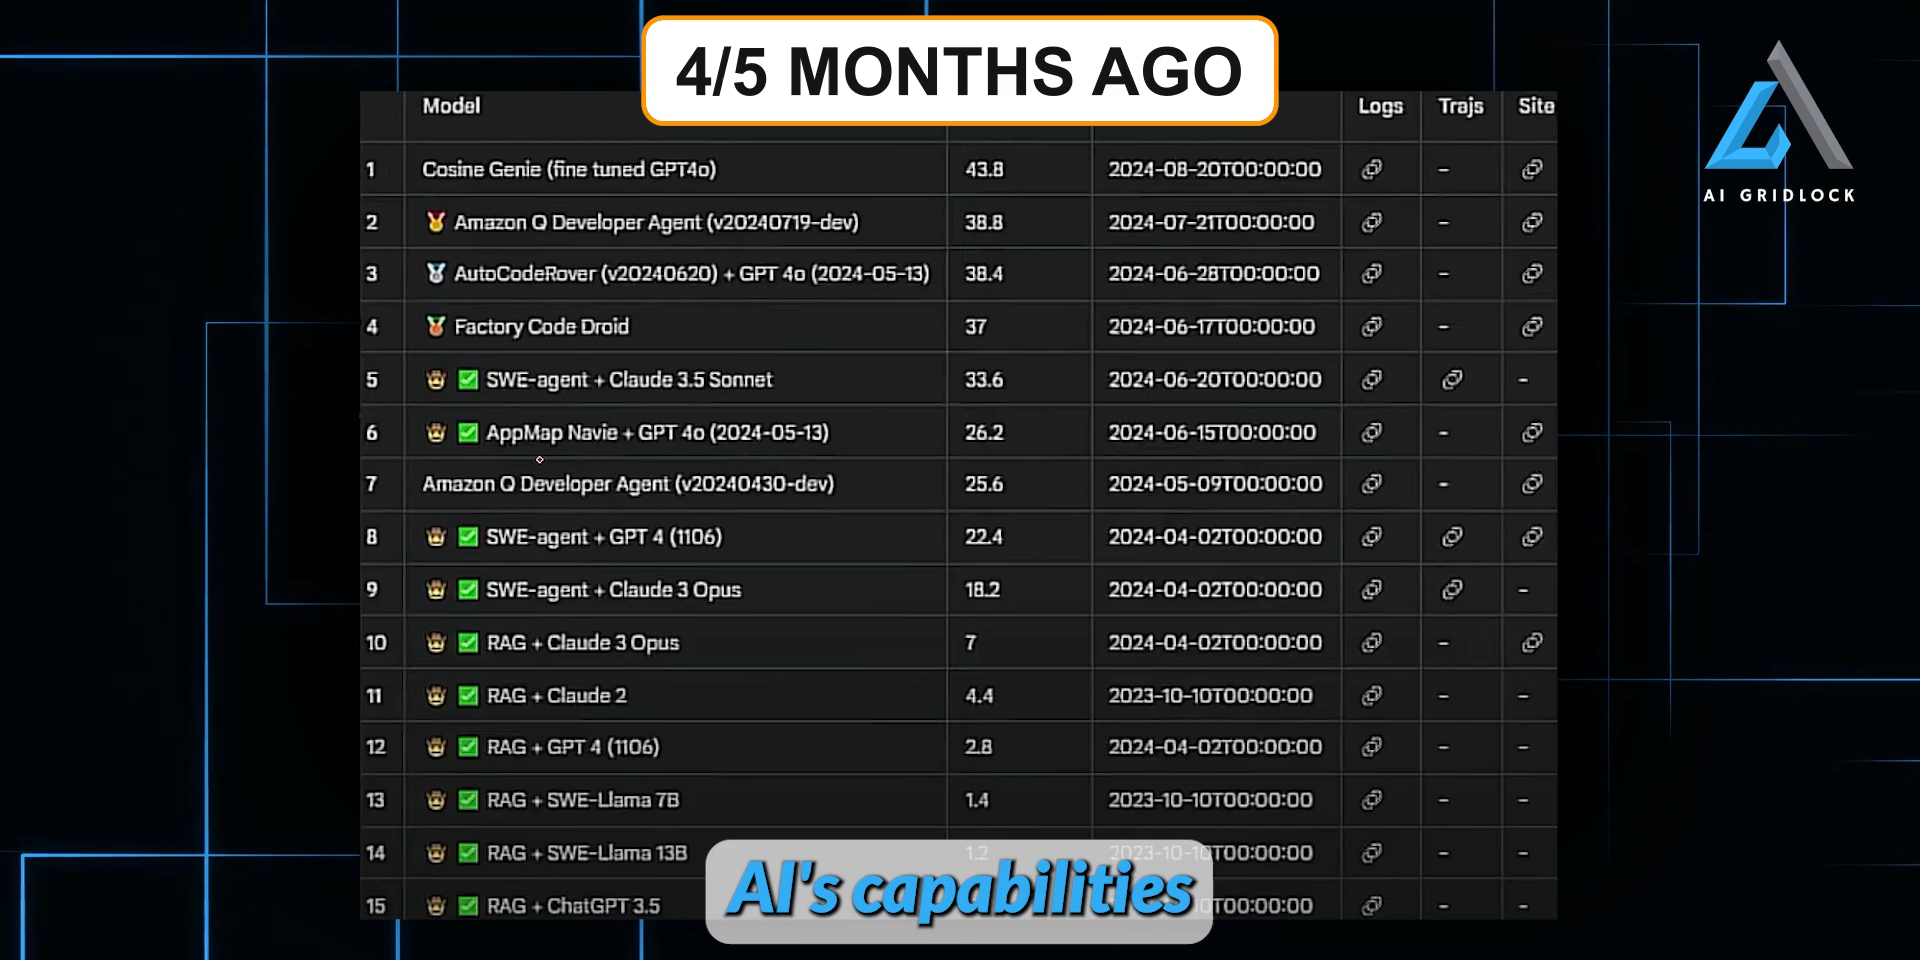 4/5 MONTHS AGO
Model Logs Trajs Site
1 Cosine Genie (fine tuned GPT4o) 43.8 2024-08-20T00:00:00 -
2 Amazon Q Developer Agent (v20240719-dev) 38.8 2024-07-21T00:00:00 -
3 AutoCodeRover (v20240620) + GPT 4o (2024-05-13) 38.4 2024-06-28T00:00:00 -
4 Factory Code Droid 37 2024-06-17T00:00:00 -
5 SWE-agent + Claude 3.5 Sonnet 33.6 2024-06-20T00:00:00 -
6 AppMap Navie + GPT 4o (2024-05-13) 26.2 2024-06-15T00:00:00 -
7 Amazon Q Developer Agent (v20240430-dev) 25.6 2024-05-09T00:00:00 -
8 SWE-agent + GPT 4 (1106) 22.4 2024-04-02T00:00:00
9 SWE-agent + Claude 3 Opus 18.2 2024-04-02T00:00:00 -
10 RAG + Claude 3 Opus 7 2024-04-02T00:00:00 -
11 RAG + Claude 2 4.4 2023-10-10T00:00:00 - -
12 RAG + GPT 4 (1106) 2.8 2024-04-02T00:00:00 - -
13 RAG + SWE-Llama 7B 1.4 2023-10-10T00:00:00 - -
14 RAG + SWE-Llama 13B 1.2 2023-10-10T00:00:00 - -
15 RAG + ChatGPT 3.5 - -
AI's capabilities
AI GRIDLOCK